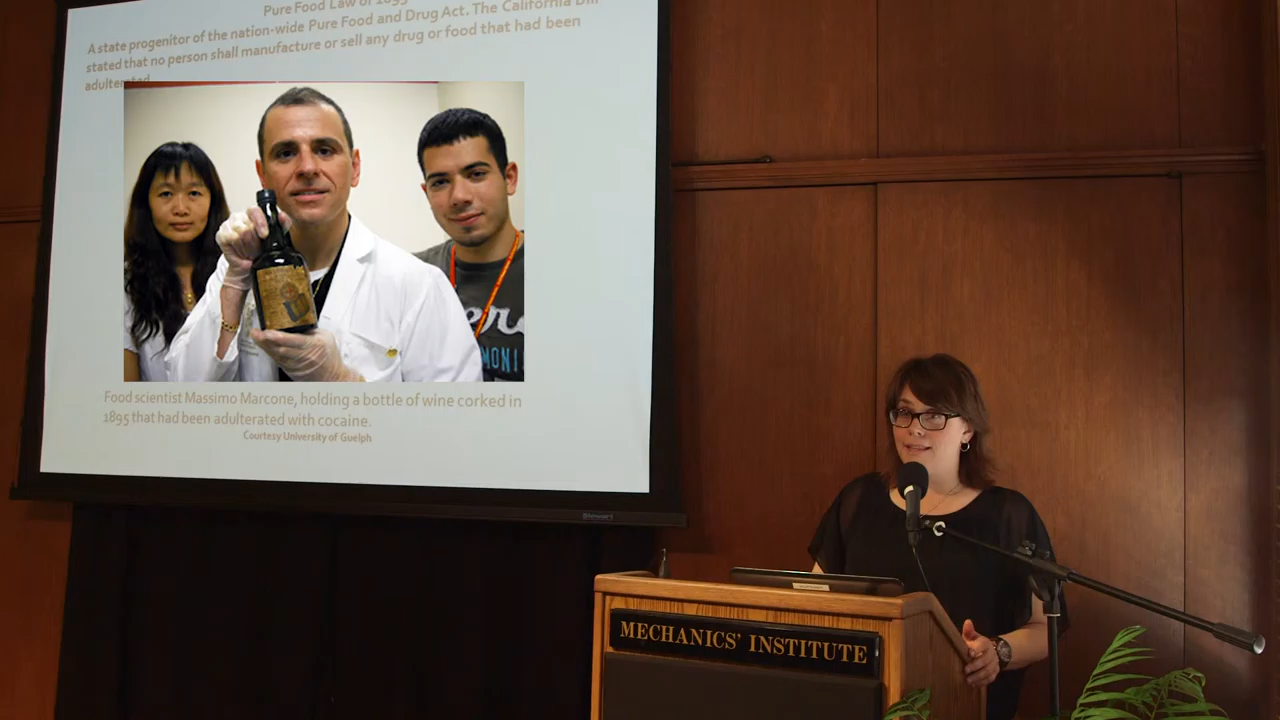 Pure Food Law of 1895
A state progenitor of the nation-wide Pure Food and Drug Act. The California Bill
stated that no person shall manufacture or sell any drug or food that had been
adulterated
Food scientist Massimo Marcone, holding a bottle of wine corked in
1895 that had been adulterated with cocaine.
Courtesy University of Guelph
MECHANICS' INSTITUTE